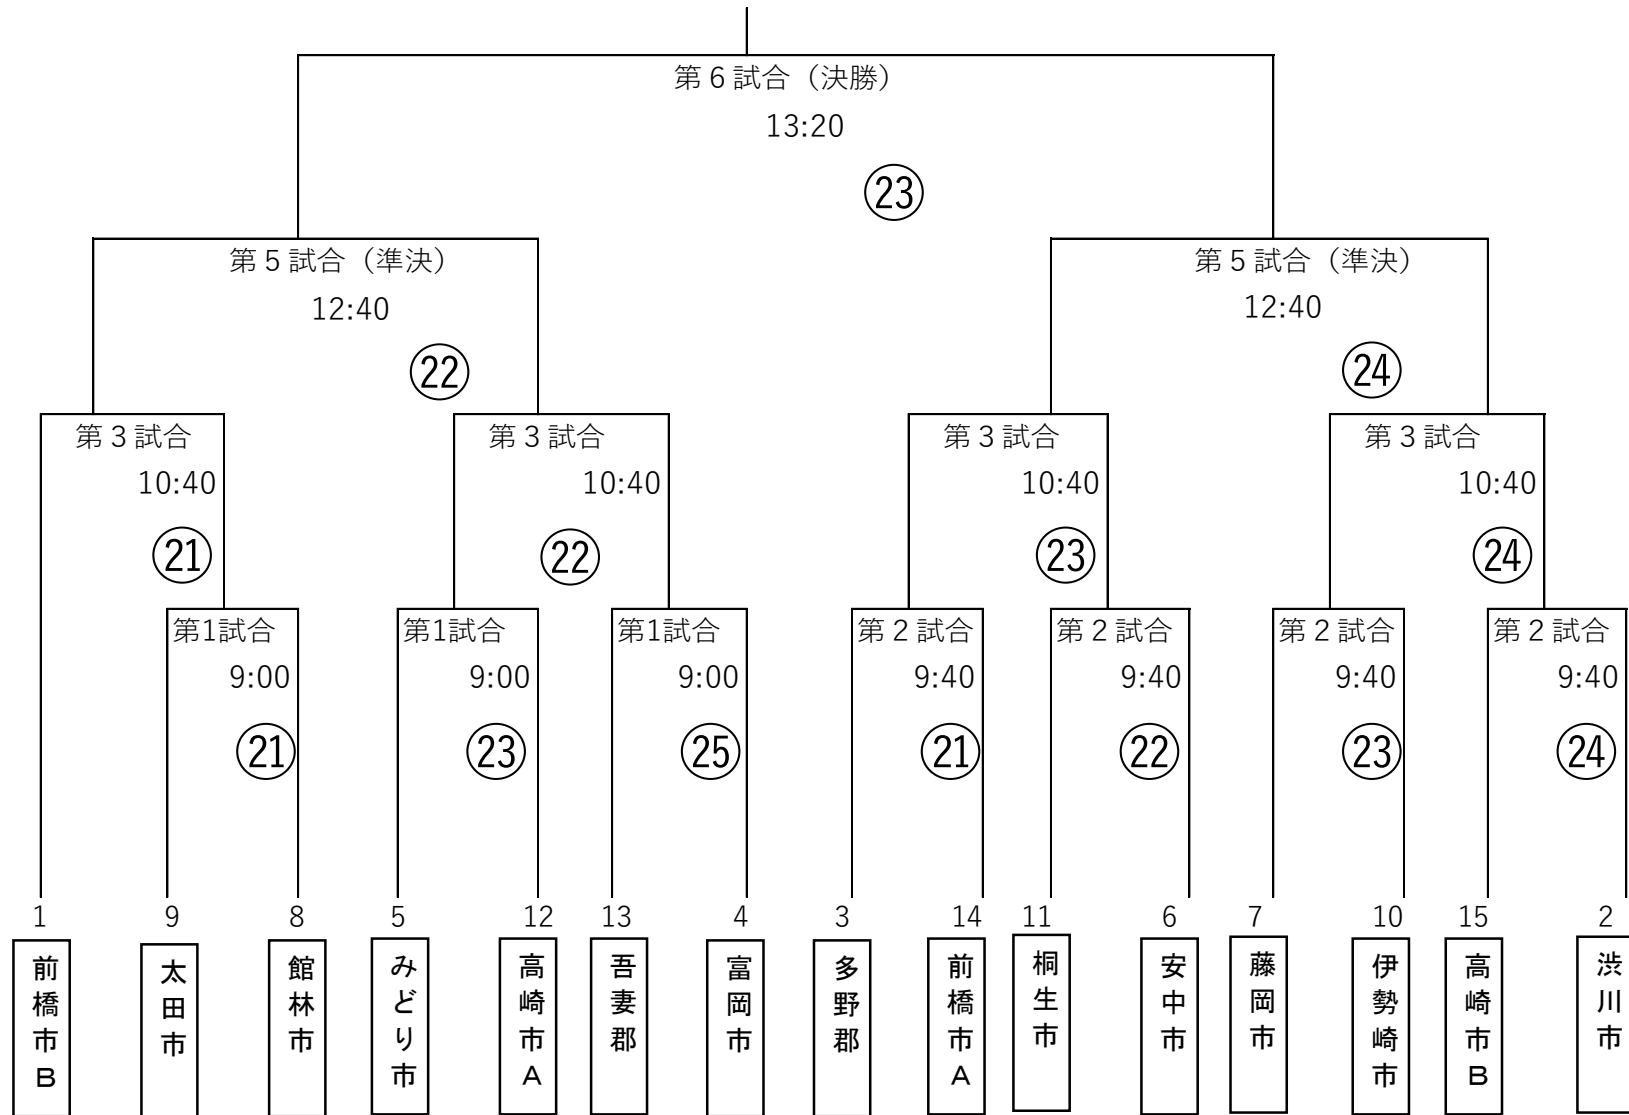 第６試合（決勝）
13:20
㉓
第５試合（準決） 第５試合（準決）
12:40 12:40
㉒ ㉔
第３試合 第３試合 第３試合 第３試合
10:40 10:40 10:40 10:40
㉑ ㉒ ㉓ ㉔
第1試合 第1試合 第1試合 第２試合 第２試合 第２試合 第２試合
9:00 9:00 9:00 9:40 9:40 9:40 9:40
㉑ ㉓ ㉕ ㉑ ㉒ ㉓ ㉔
1 9 8 5 12 13 4 3 14 11 6 7 10 15 2
前橋市Ｂ
太田市
館林市
みどり市
高崎市Ａ
吾妻郡
富岡市
多野郡
前橋市Ａ
桐生市
安中市
藤岡市
伊勢崎市
高崎市Ｂ
渋川市